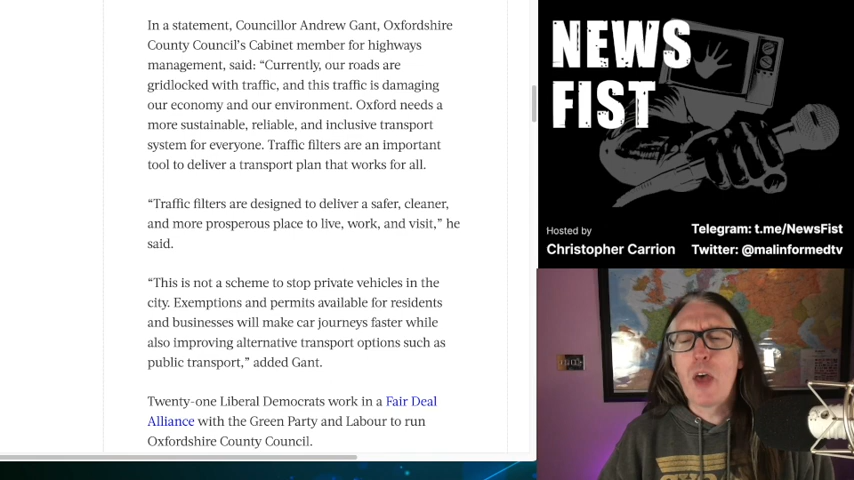 In a statement, Councillor Andrew Gant, Oxfordshire
County Council's Cabinet member for highways
management, said: “Currently, our roads are
gridlocked with traffic, and this traffic is damaging
our economy and our environment. Oxford needs a
more sustainable, reliable, and inclusive transport
system for everyone. Traffic filters are an important
tool to deliver a transport plan that works for all.
“Traffic filters are designed to deliver a safer, cleaner,
and more prosperous place to live, work, and visit,” he
said.
“This is not a scheme to stop private vehicles in the
city. Exemptions and permits available for residents
and businesses will make car journeys faster while
also improving alternative transport options such as
public transport,” added Gant.
Twenty-one Liberal Democrats work in a Fair Deal
Alliance with the Green Party and Labour to run
Oxfordshire County Council.
NEWS
FIST
Hosted by
Christopher Carrion
Telegram: t.me/NewsFist
Twitter: @malinformedtv